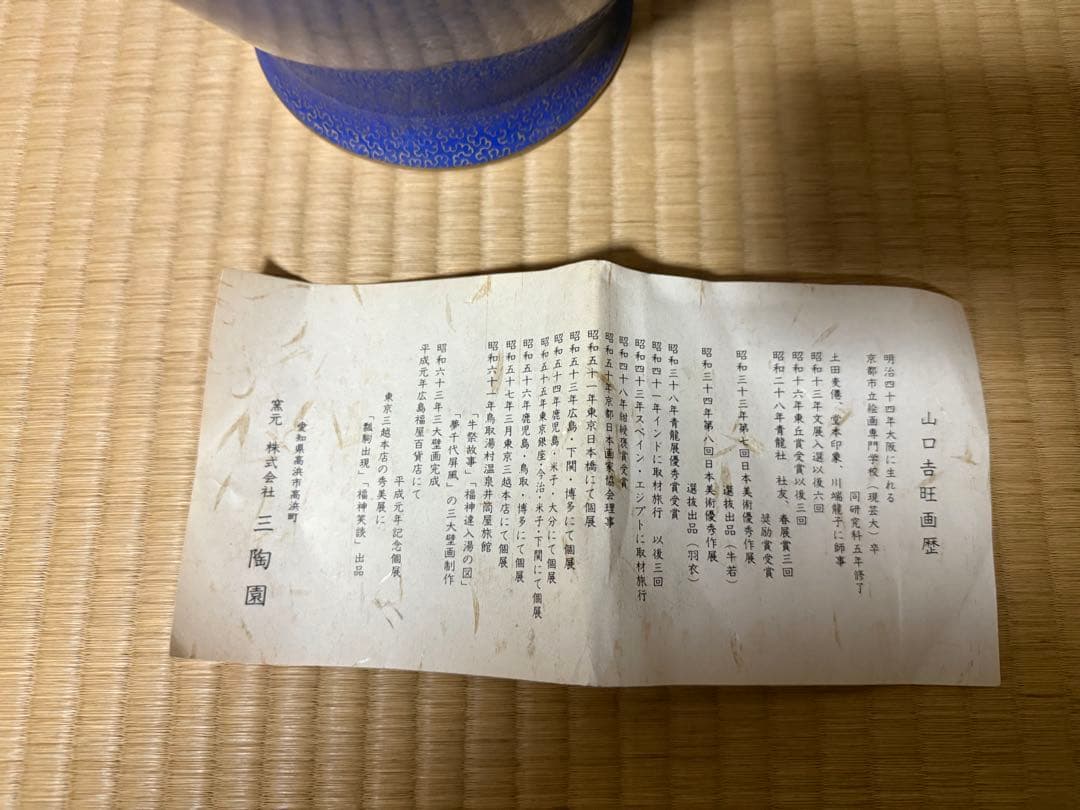 山口吉旺画歴
明治四十四年大阪に生れる
京都市立絵画専門学校(現芸大)卒
同研究科五年修了
土田麦僊、堂本印象、川端龍子に師事
昭和十三年文展入選以後六回
昭和十六年東丘賞受賞以後三回
昭和二十八年青龍社 社友、春展賞三回
奨励賞受賞
昭和三十三年第七回日本美術優秀作展
選抜出品(牛若)
昭和三十四年第八回日本美術優秀作展
選抜出品(羽衣)
昭和三十八年青龍展優秀賞受賞
昭和四十一年インドに取材旅行 以後三回
昭和四十三年スペイン・エジプトに取材旅行
昭和四十八年紺綬褒賞受賞
昭和五十年京都日本画家協会理事
昭和五十一年東京日本橋にて個展
昭和五十三年広島・下関・博多にて個展
昭和五十四年鹿児島・米子・大分にて個展
昭和五十五年東京銀座・今治・米子・下関にて個展
昭和五十六年鹿児島・鳥取・博多にて個展
昭和五十七年三月東京三越本店にて個展
昭和六十一年鳥取湯村温泉井筒屋旅館
「牛祭故事」「福神達入湯の図」
「夢千代屏風」の三大壁画制作
昭和六十三年三大壁画完成
平成元年広島福屋百貨店にて
平成元年記念個展
東京三越本店の秀美展に
「瓢駒出現」「福神笑談」出品
愛知県高浜市高浜町
窯元 株式会社 三陶園